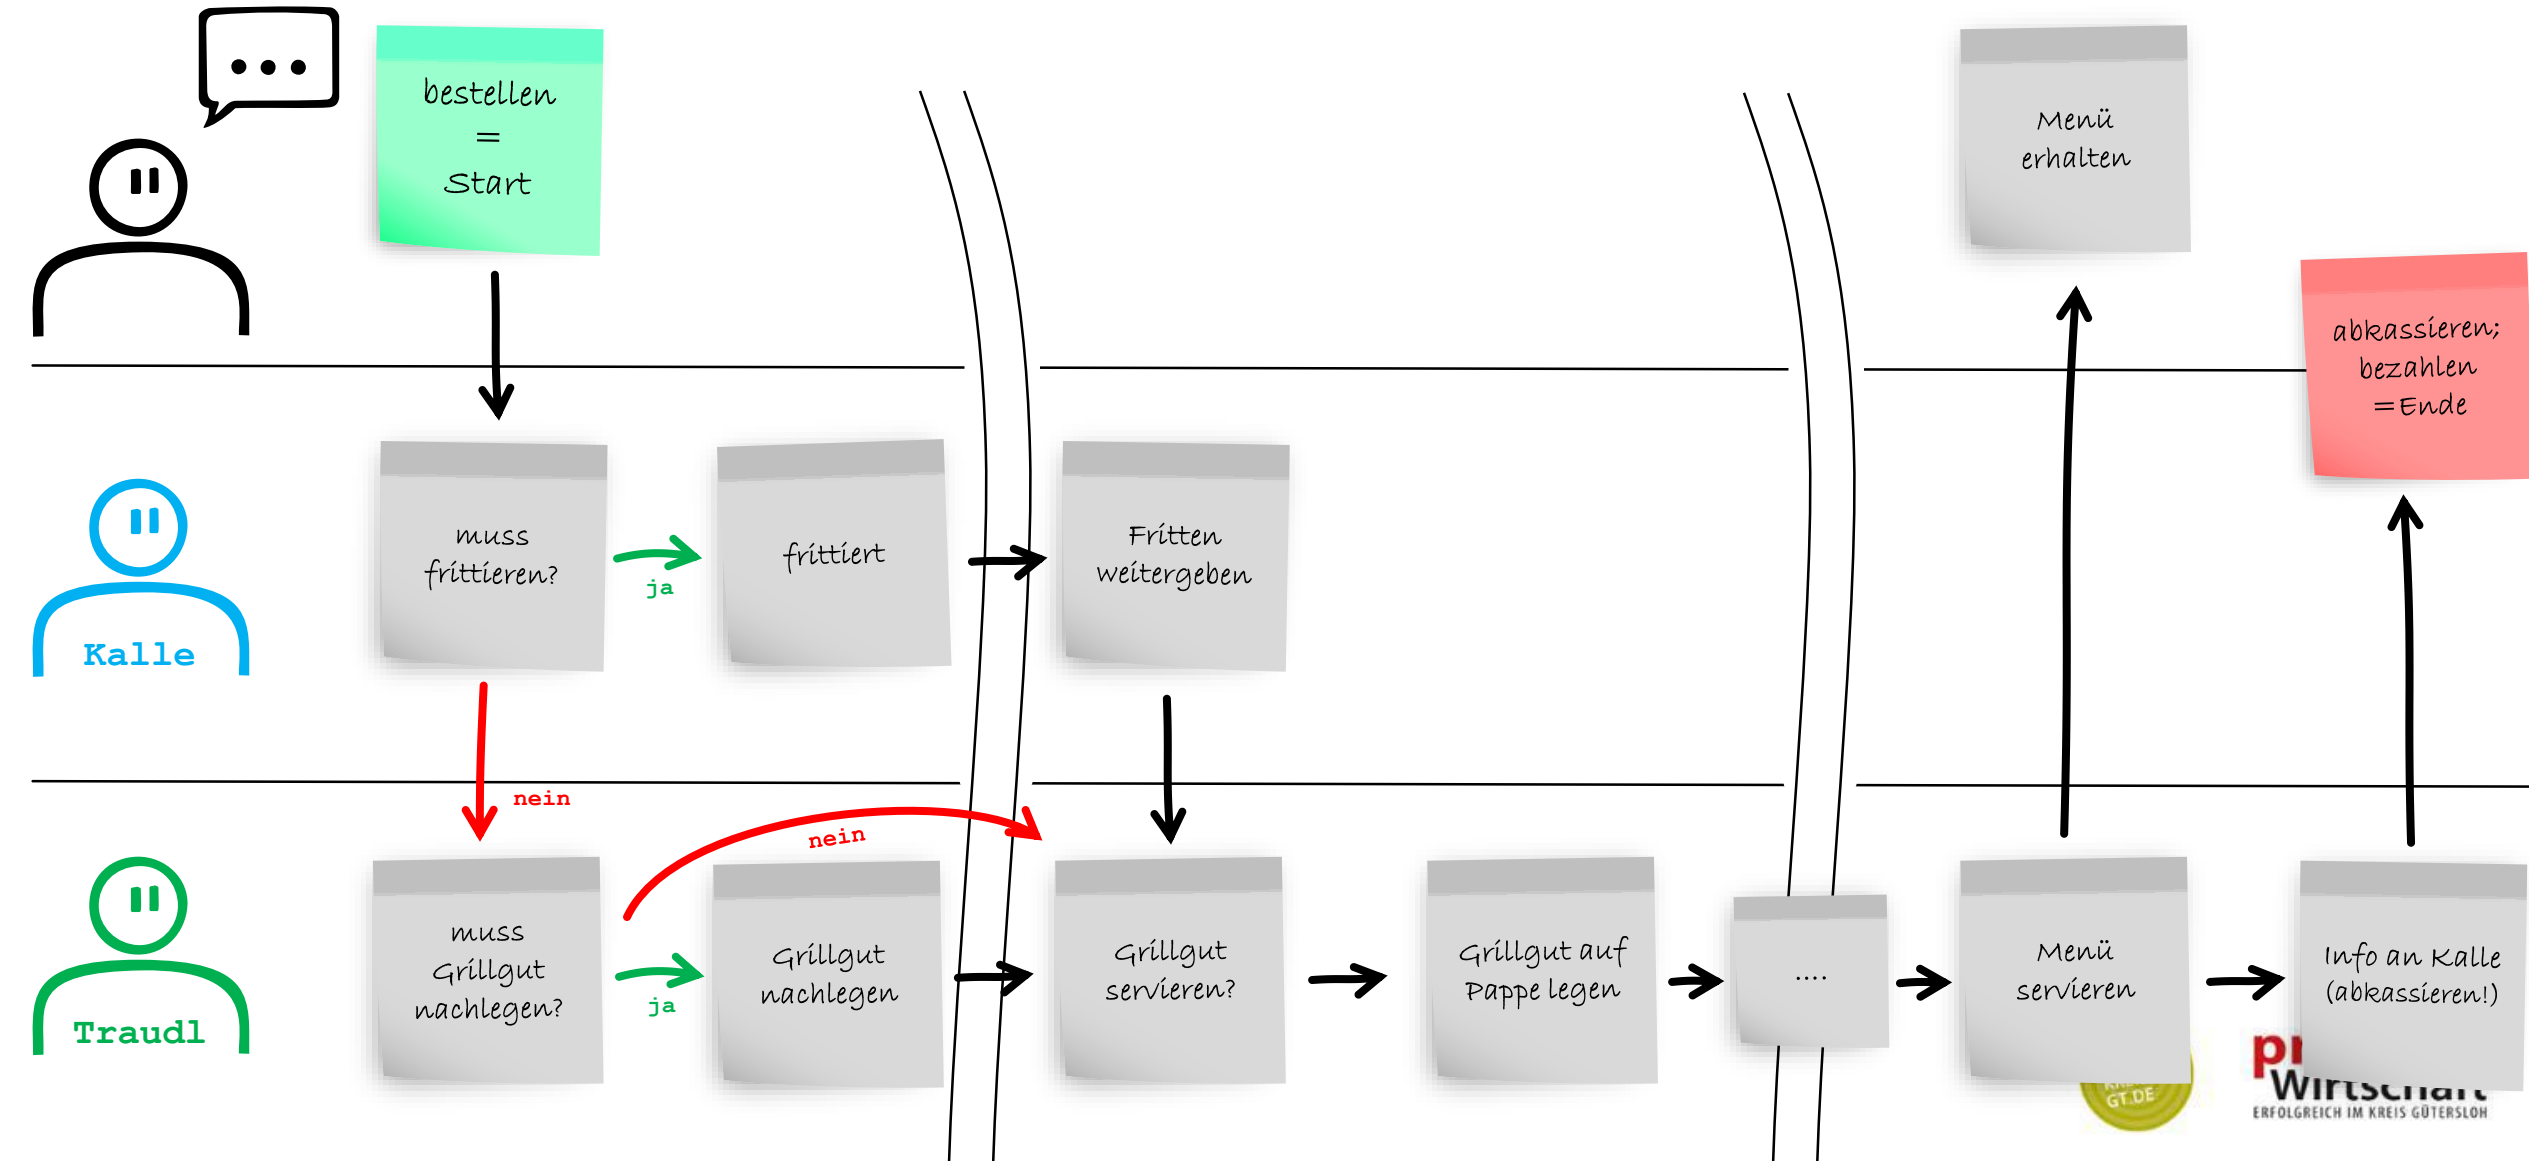 bestellen
=
Start
Menü
erhalten
abkassieren;
bezahlen
=Ende
Kalle
muss
frittieren?
ja
frittiert
Fritten
weitergeben
nein
nein
Traudl
muss
Grillgut
nachlegen?
ja
Grillgut
nachlegen
Grillgut
servieren?
Grillgut auf
Pappe legen
....
Menü
servieren
Info an Kalle
(abkassieren!)
GT.DE
Wirtschaft
ERFOLGREICH IM KREIS GÜTERSLOH